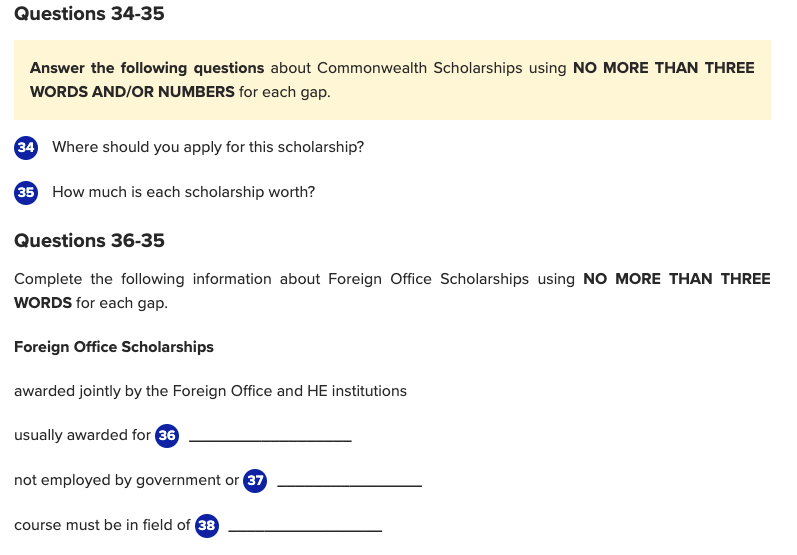 Questions 34-35
Answer the following questions about Commonwealth Scholarships using NO MORE THAN THREE
WORDS AND/OR NUMBERS for each gap.
34 Where should you apply for this scholarship?
35 How much is each scholarship worth?
Questions 36-35
Complete the following information about Foreign Office Scholarships using NO MORE THAN THREE
WORDS for each gap.
Foreign Office Scholarships
awarded jointly by the Foreign Office and HE institutions
usually awarded for 36 ____________________
not employed by government or 37 __________________
course must be in field of 38 ___________________